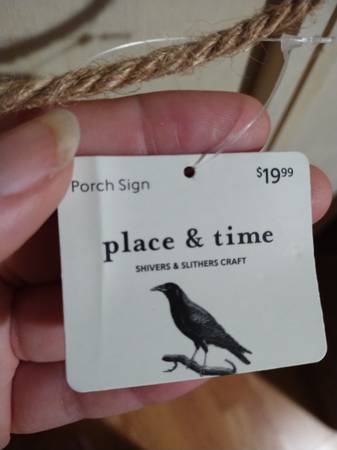 Porch Sign $19.99
place & time
SHIVERS & SLITHERS CRAFT